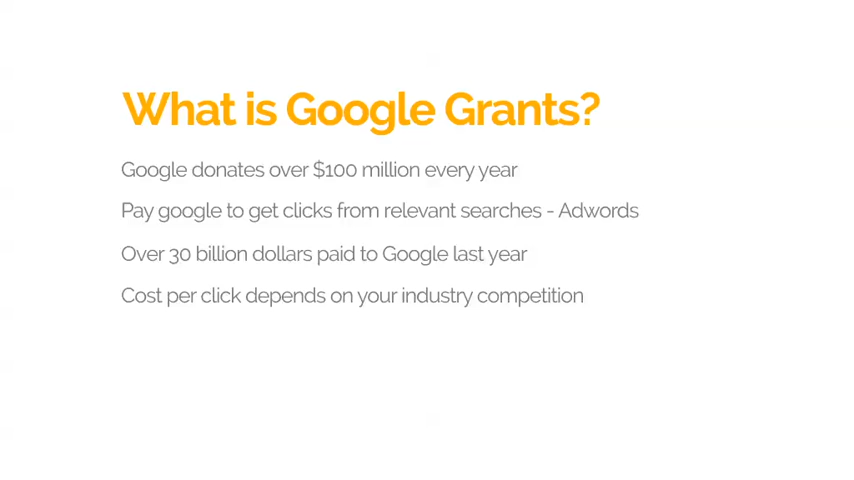 What is Google Grants?
Google donates over $100 million every year
Pay google to get clicks from relevant searches - Adwords
Over 30 billion dollars paid to Google last year
Cost per click depends on your industry competition